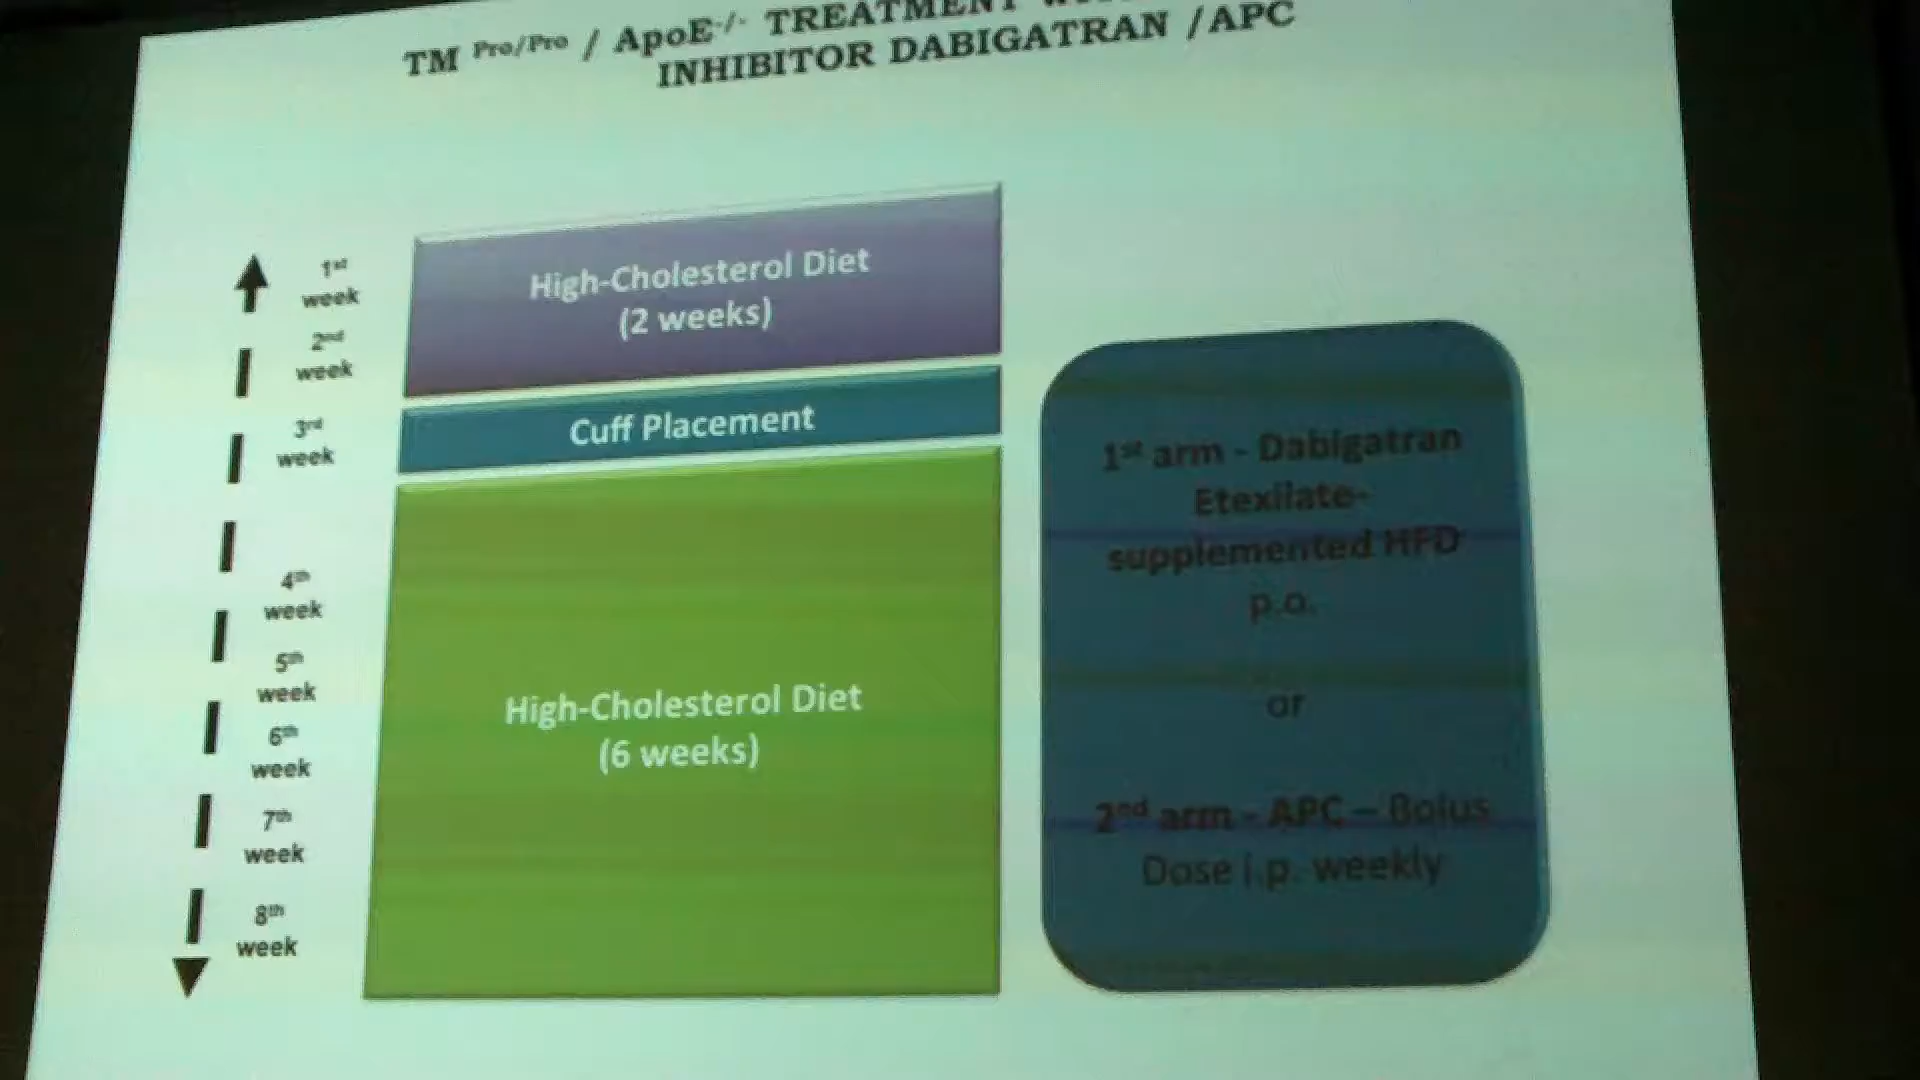 TM Pro/Pro / ApoE-/- TREATMENT
INHIBITOR DABIGATRAN /APC
1st
week
2nd
week
3rd
week
4th
week
5th
week
6th
week
7th
week
8th
week
High-Cholesterol Diet
(2 weeks)
Cuff Placement
High-Cholesterol Diet
(6 weeks)
1st arm - Dabigatran
Etexilate-
supplemented HFD
p.o.
or
2nd arm - APC – Bolus
Dose i.p. weekly